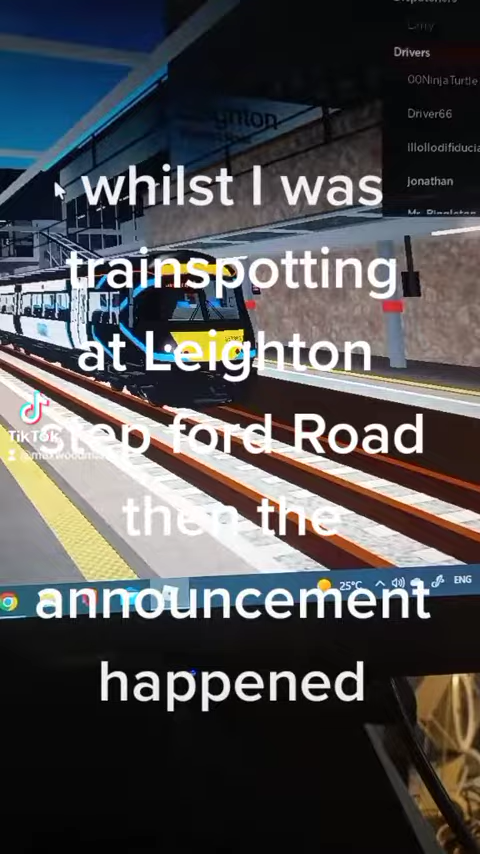 Drivers
00NinjaTurtle
Driver66
jonathan
whilst I was
trainspotting
at Leighton
step ford Road
then the
announcement
happened
TikTok
25°C
ENG